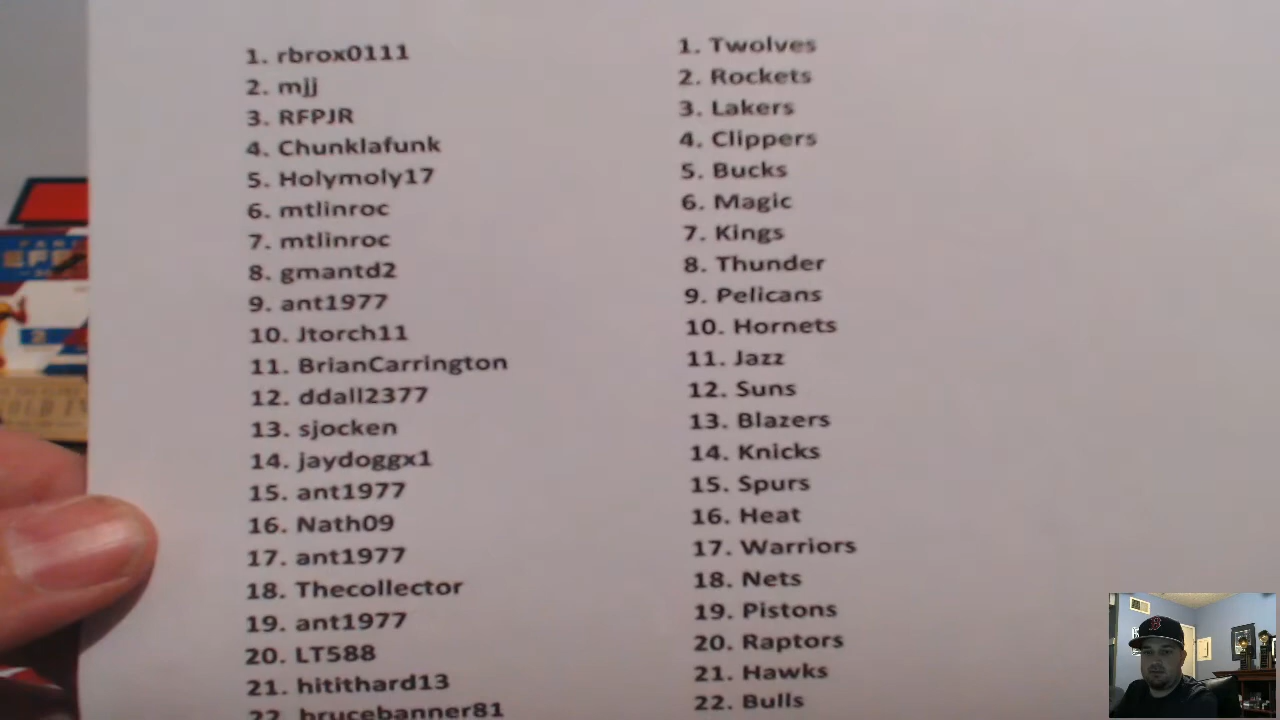 1. rbrox0111
2. mjj
3. RFPJR
4. Chunklafunk
5. Holymoly17
6. mtlinroc
7. mtlinroc
8. gmantd2
9. ant1977
10. Jtorch11
11. BrianCarrington
12. ddall2377
13. sjocken
14. jaydoggx1
15. ant1977
16. Nath09
17. ant1977
18. Thecollector
19. ant1977
20. LT588
21. hitithard13
22. brucebanner81
1. Twolves
2. Rockets
3. Lakers
4. Clippers
5. Bucks
6. Magic
7. Kings
8. Thunder
9. Pelicans
10. Hornets
11. Jazz
12. Suns
13. Blazers
14. Knicks
15. Spurs
16. Heat
17. Warriors
18. Nets
19. Pistons
20. Raptors
21. Hawks
22. Bulls